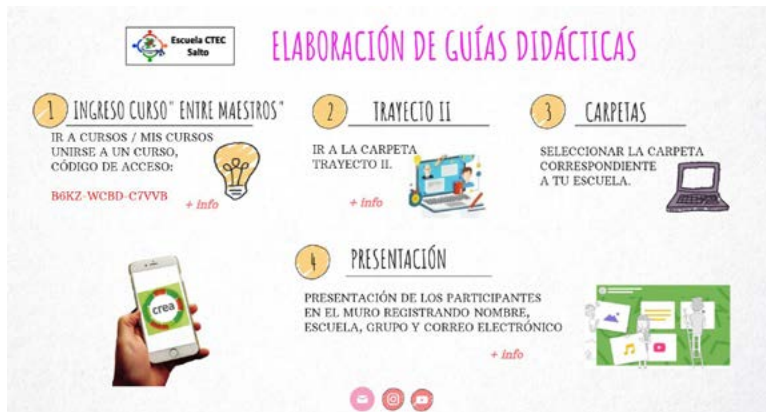 Escuela CTEC
Salto
ELABORACIÓN DE GUÍAS DIDÁCTICAS
1 INGRESO CURSO" ENTRE MAESTROS"
IR A CURSOS / MIS CURSOS
UNIRSE A UN CURSO,
CÓDIGO DE ACCESO:
B6KZ-WCBD-C7VVB
+ info
2 TRAYECTO II
IR A LA CARPETA
TRAYECTO II.
+ info
3 CARPETAS
SELECCIONAR LA CARPETA
CORRESPONDIENTE
A TU ESCUELA.
crea
4 PRESENTACIÓN
PRESENTACIÓN DE LOS PARTICIPANTES
EN EL MURO REGISTRANDO NOMBRE,
ESCUELA, GRUPO Y CORREO ELECTRÓNICO
+ info